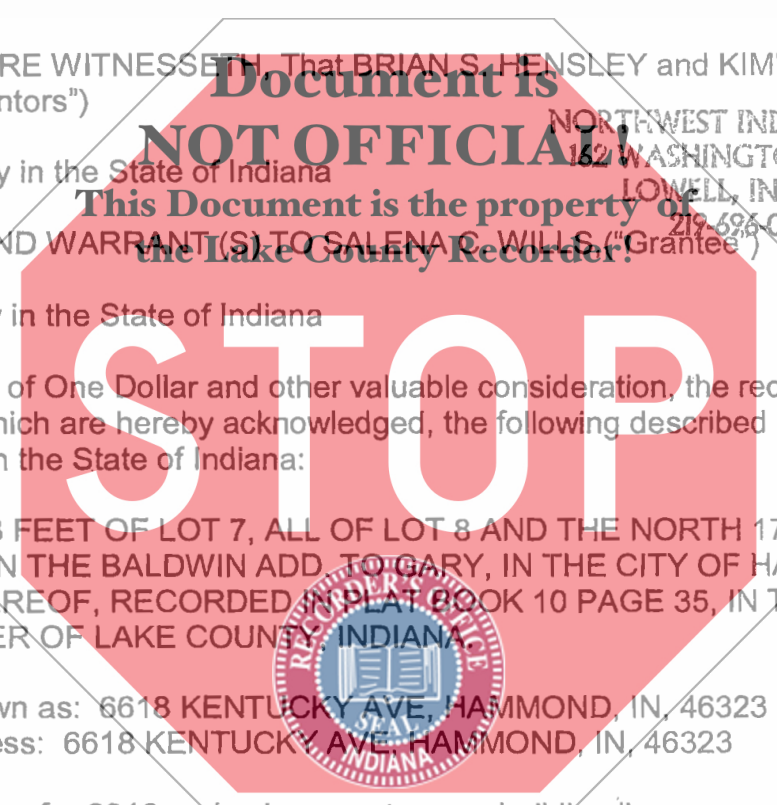 RE WITNESSETH, That BRIAN S. HENSLEY and KIM
ntors")
Document is
NOT OFFICIAL!
This Document is the property of
the Lake County Recorder!
NORTHWEST IND
162 WASHINGTO
LOWELL, IN
219-696-
y in the State of Indiana
ND WARRANT (S) TO SALENA C. WILLS ("Grantee")
y in the State of Indiana
STOP
of One Dollar and other valuable consideration, the rec
hich are hereby acknowledged, the following described
n the State of Indiana:
FEET OF LOT 7, ALL OF LOT 8 AND THE NORTH 17
N THE BALDWIN ADD. TO GARY, IN THE CITY OF HA
REOF, RECORDED IN PLAT BOOK 10 PAGE 35, IN T
ER OF LAKE COUNTY, INDIANA.
RECORDER'S OFFICE
SEAL
INDIANA
wn as: 6618 KENTUCKY AVE, HAMMOND, IN, 46323
ess: 6618 KENTUCKY AVE, HAMMOND, IN, 46323